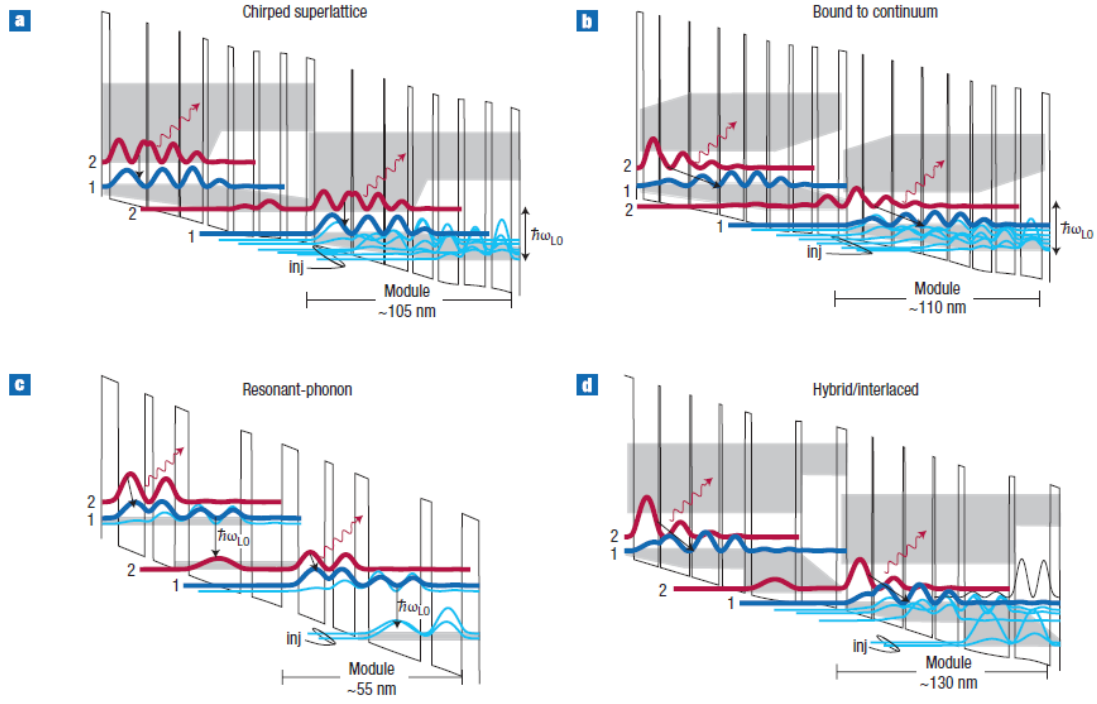 a
Chirped superlattice
2
1
2
1
inj
ħωLO
Module
~105 nm
b
Bound to continuum
2
1
2
1
inj
ħωLO
Module
~110 nm
c
Resonant-phonon
2
1
ħωLO
2
1
ħωLO
inj
Module
~55 nm
d
Hybrid/interlaced
2
1
2
1
inj
Module
~130 nm